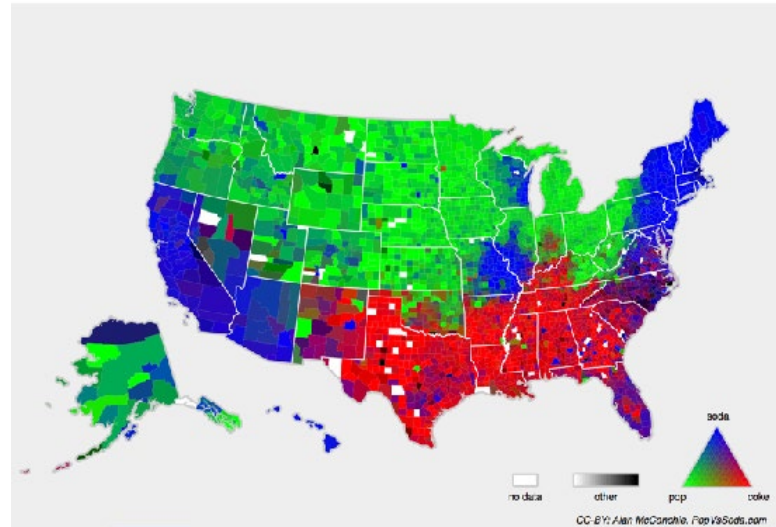 soda
no data
other
pop
coke
CC-BY: Alan McConchie, PopVsSoda.com